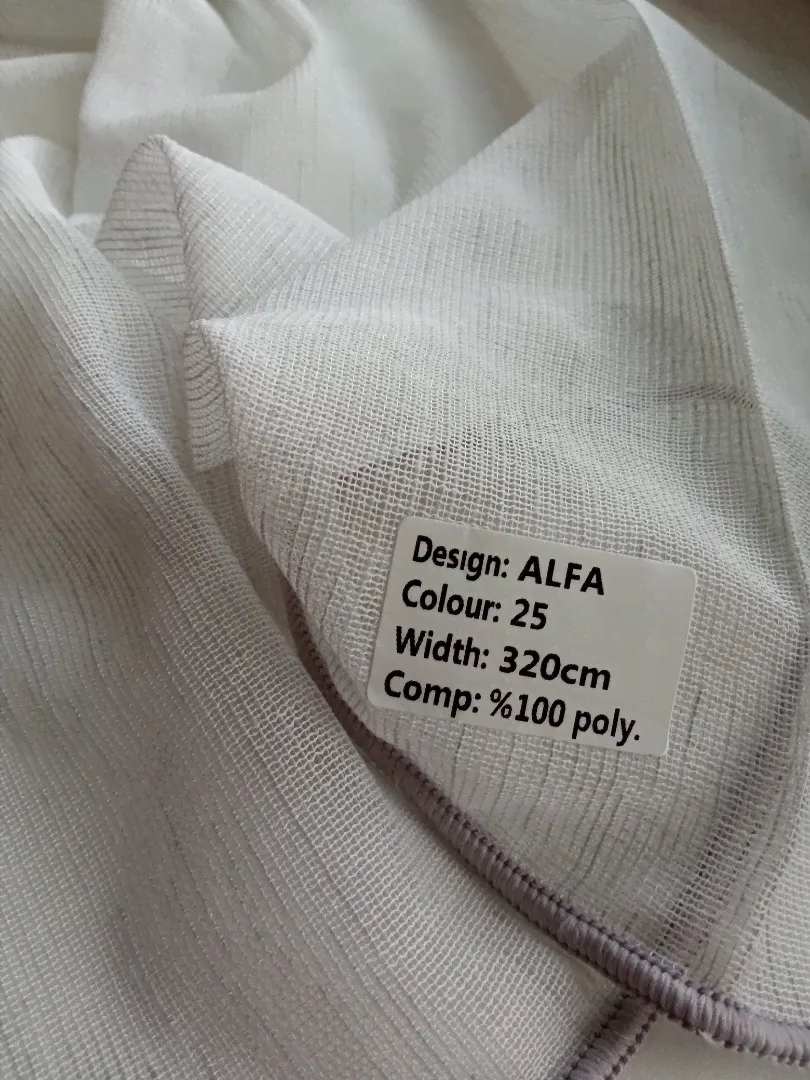 Design: ALFA
Colour: 25
Width: 320cm
Comp: %100 poly.